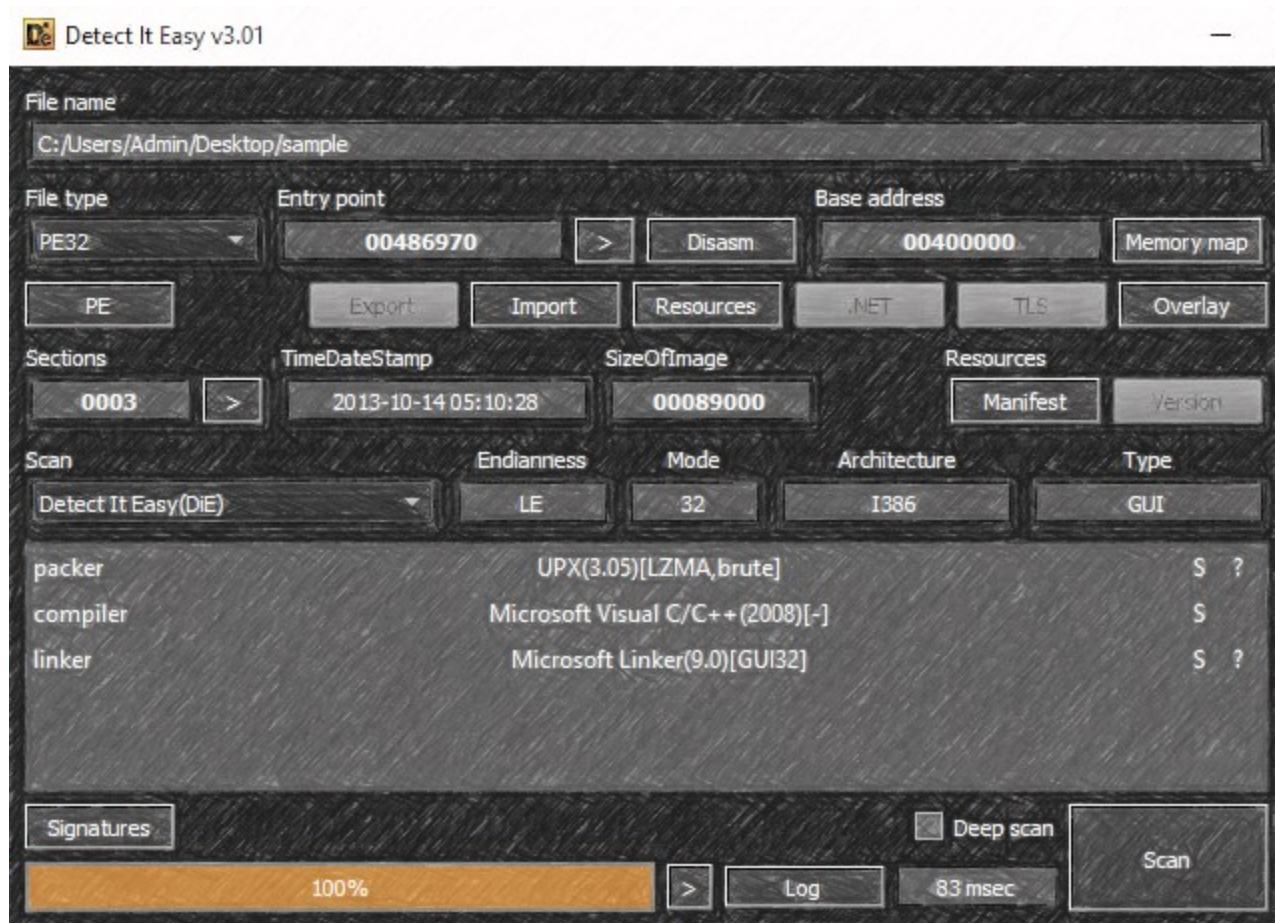 Detect It Easy v3.01
File name
C:/Users/Admin/Desktop/sample
File type Entry point Base address
PE32 00486970 > Disasm 00400000 Memory map
PE Export Import Resources .NET TLS Overlay
Sections TimeDateStamp SizeOfImage Resources
0003 > 2013-10-14 05:10:28 00089000 Manifest Version
Scan Endianness Mode Architecture Type
Detect It Easy(DiE) LE 32 I386 GUI
packer UPX(3.05)[LZMA,brute] S ?
compiler Microsoft Visual C/C++(2008)[-] S
linker Microsoft Linker(9.0)[GUI32] S ?
Signatures Deep scan
Scan
100% > Log 83 msec